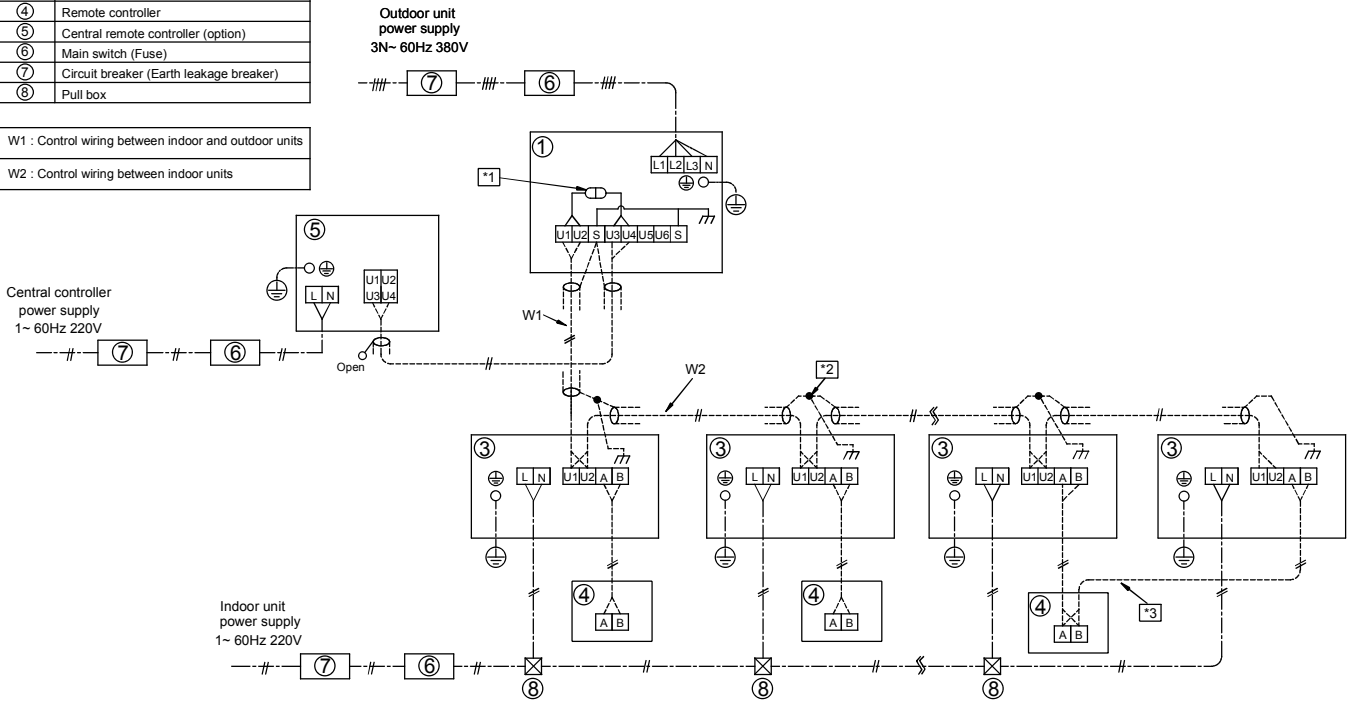 ④ Remote controller
⑤ Central remote controller (option)
⑥ Main switch (Fuse)
⑦ Circuit breaker (Earth leakage breaker)
⑧ Pull box
W1 : Control wiring between indoor and outdoor units
W2 : Control wiring between indoor units
Outdoor unit
power supply
3N~ 60Hz 380V
⑦ ⑥
①
L1 L2 L3 N
*1
U1 U2 S U3 U4 U5 U6 S
⑤
L N
U1 U2
U3 U4
Central controller
power supply
1~ 60Hz 220V
⑦ ⑥
Open
W1
W2
*2
③ ③ ③ ③
L N U1 U2 A B
L N U1 U2 A B
L N U1 U2 A B
L N U1 U2 A B
④ ④ ④
A B
A B
A B
*3
Indoor unit
power supply
1~ 60Hz 220V
⑦ ⑥
⑧ ⑧ ⑧